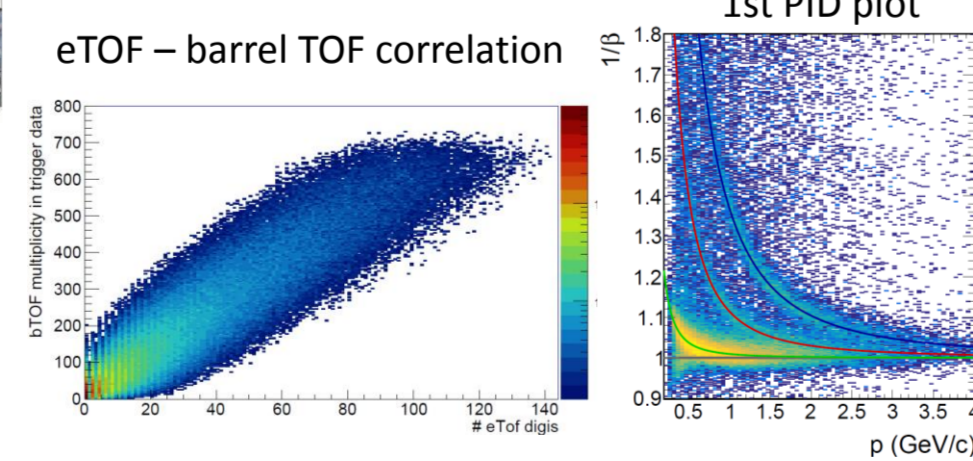 1st PID plot
eTOF – barrel TOF correlation
bTOF multiplicity in trigger data
800
700
600
500
400
300
200
100
0
0 20 40 60 80 100 120 140
# eTof digis
1
1
1/β
1.8
1.7
1.6
1.5
1.4
1.3
1.2
1.1
1
0.9
0.5 1 1.5 2 2.5 3 3.5 4
p (GeV/c)